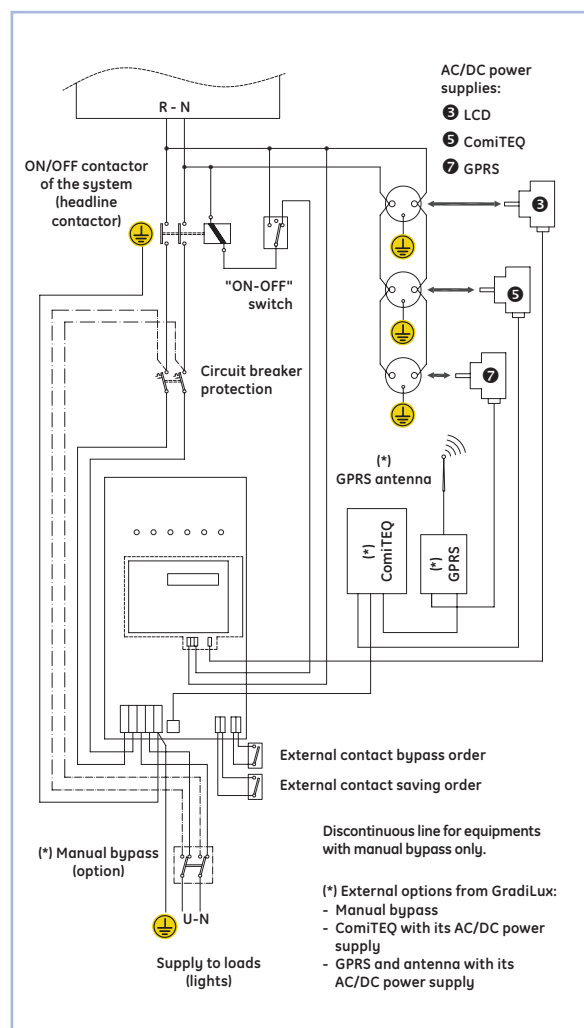 R - N
AC/DC power
supplies:
❸ LCD
❺ ComiTEQ
❼ GPRS
ON/OFF contactor
of the system
(headline
contactor)
❸
"ON-OFF"
switch
❺
Circuit breaker
protection
❼
(*)
GPRS antenna
(*)
ComiTEQ
(*)
GPRS
External contact bypass order
External contact saving order
Discontinuous line for equipments
with manual bypass only.
(*) Manual bypass
(option)
U-N
Supply to loads
(lights)
(*) External options from GradiLux:
- Manual bypass
- ComiTEQ with its AC/DC power
supply
- GPRS and antenna with its
AC/DC power supply